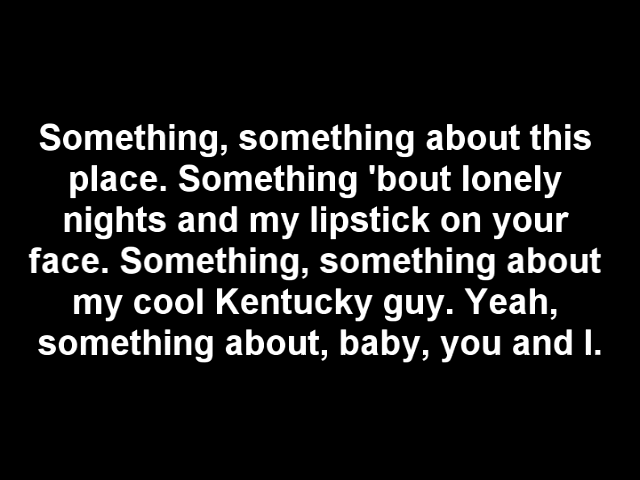 Something, something about this
place. Something 'bout lonely
nights and my lipstick on your
face. Something, something about
my cool Kentucky guy. Yeah,
something about, baby, you and I.